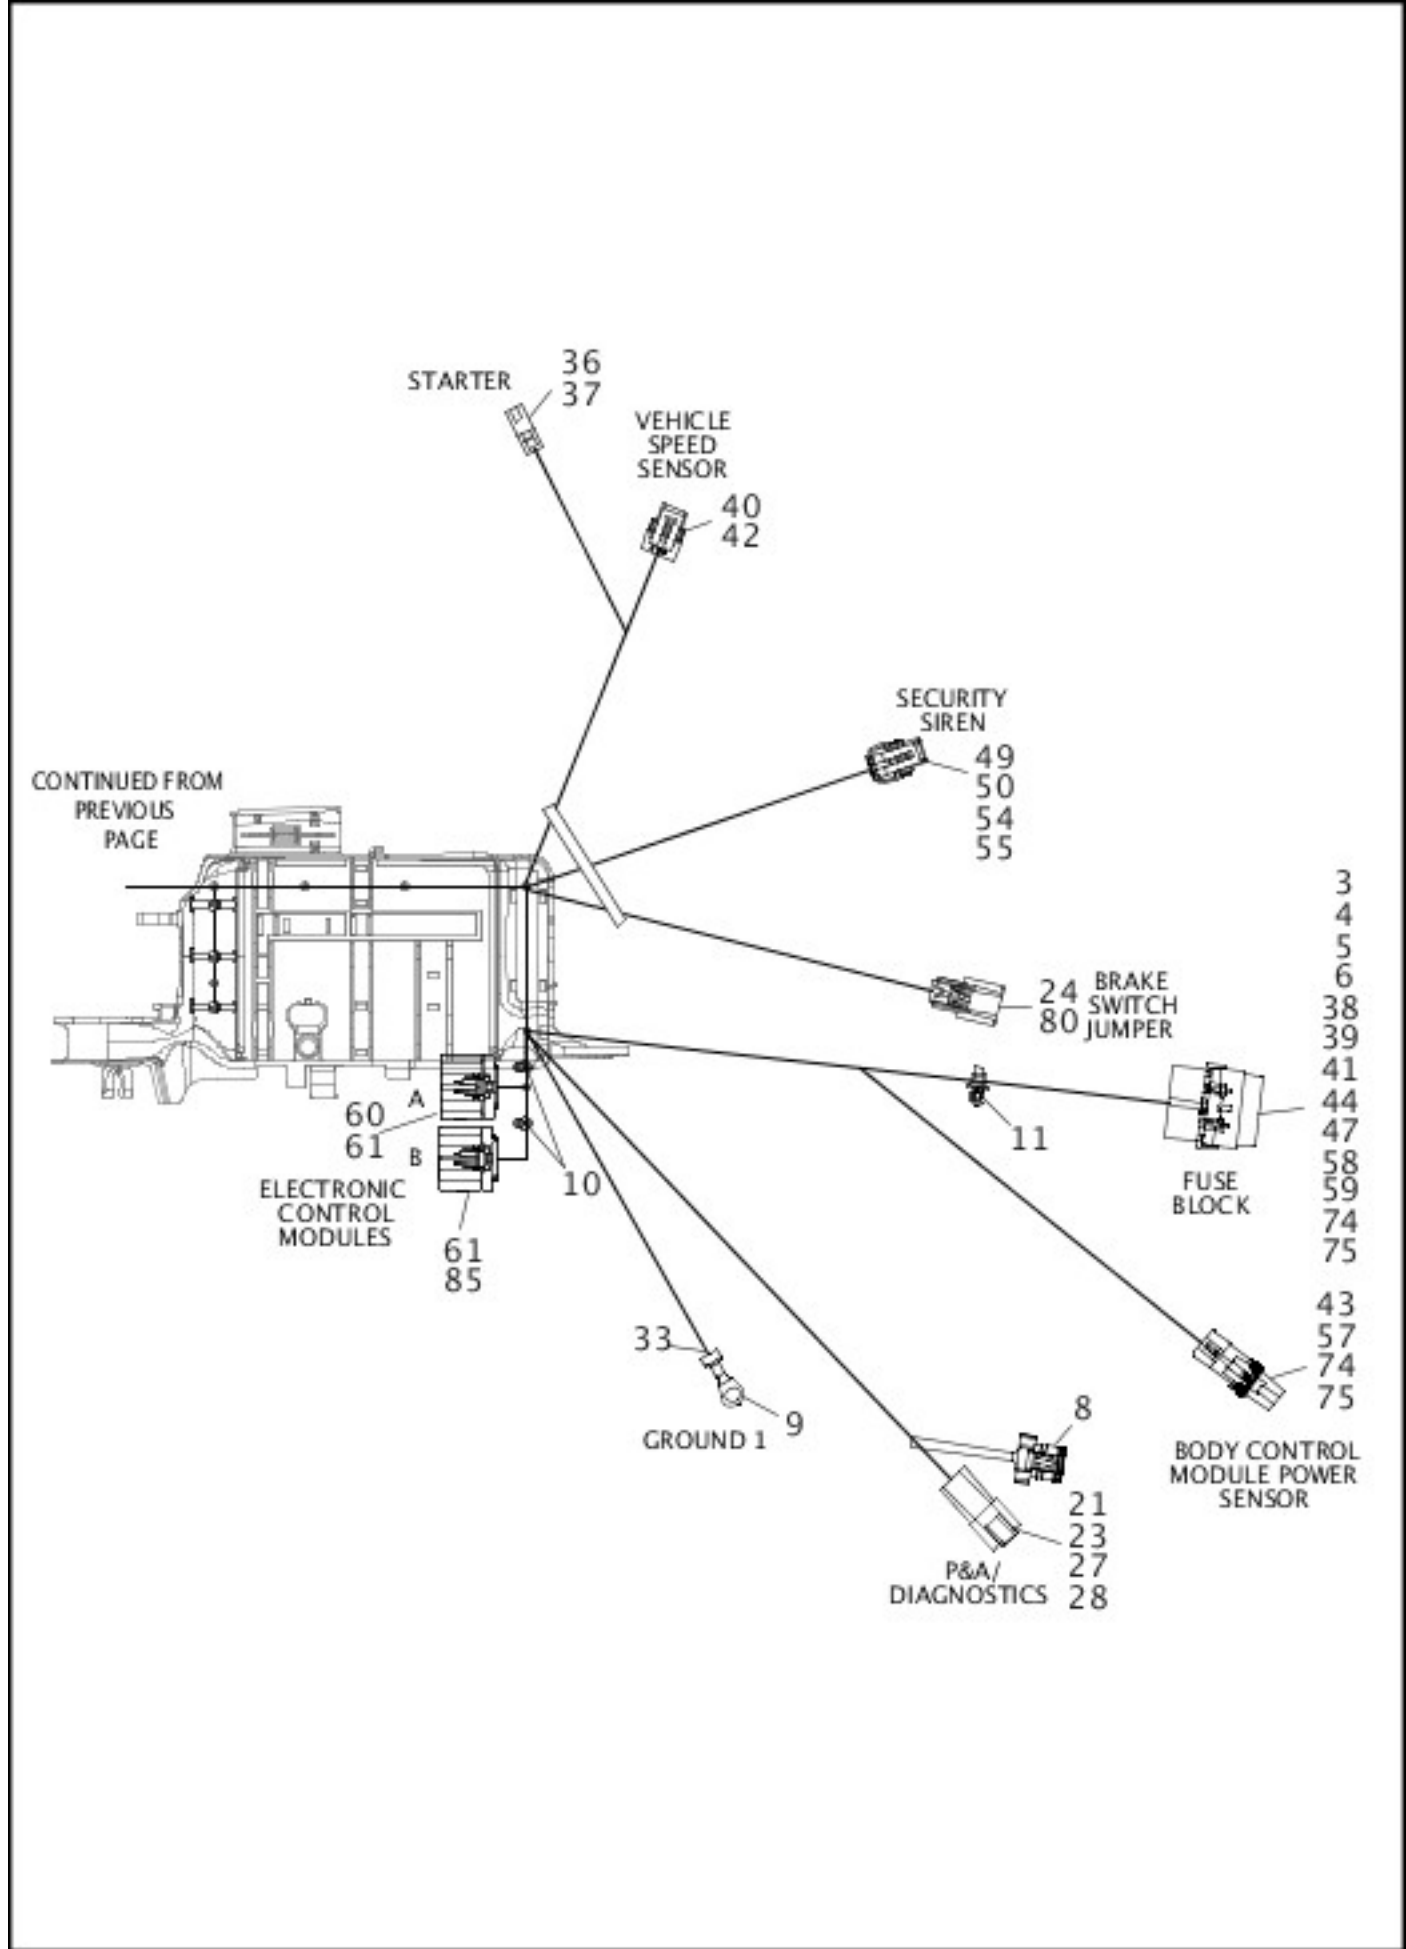 STARTER
36
37
VEHICLE
SPEED
SENSOR
40
42
SECURITY
SIREN
49
50
54
55
CONTINUED FROM
PREVIOUS
PAGE
24
80
BRAKE
SWITCH
JUMPER
3
4
5
6
38
39
41
44
47
58
59
74
75
FUSE
BLOCK
11
A
60
61
B
10
ELECTRONIC
CONTROL
MODULES
61
85
43
57
74
75
BODY CONTROL
MODULE POWER
SENSOR
33
9
GROUND 1
8
21
23
27
28
P&A/
DIAGNOSTICS